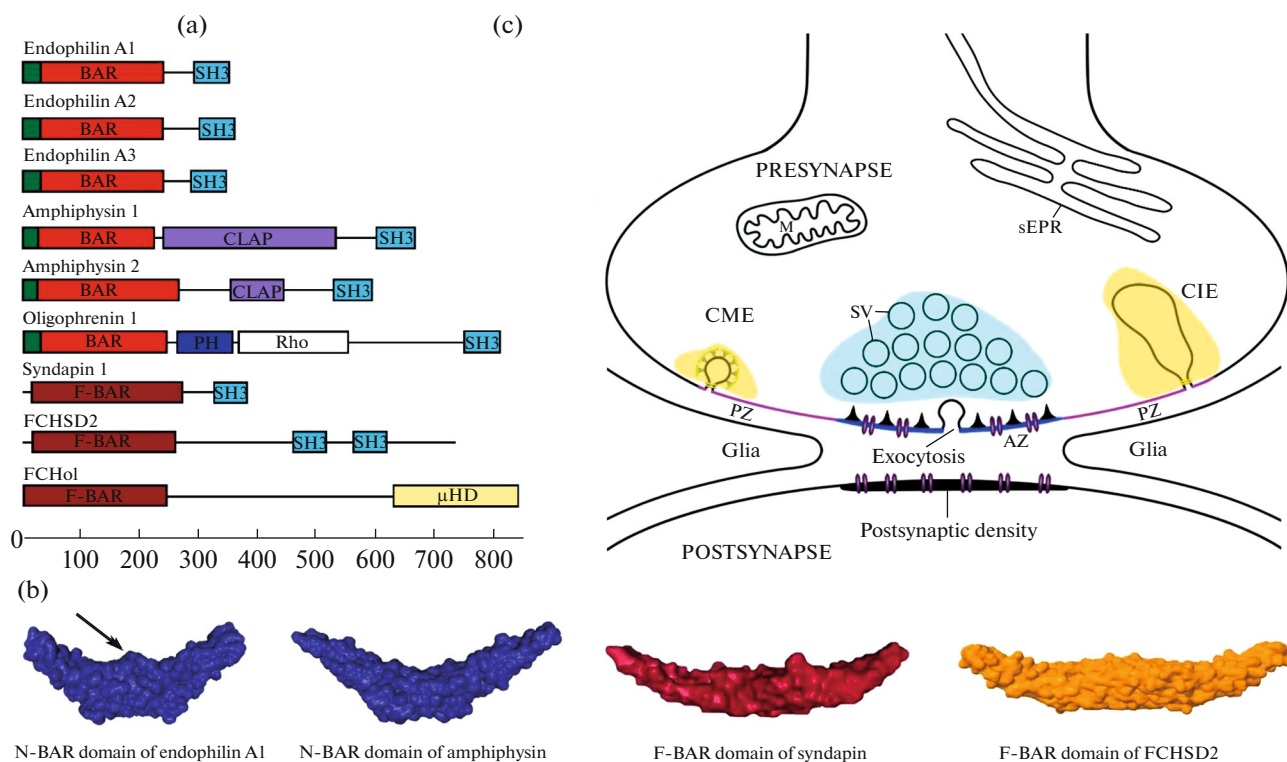 (a)
Endophilin A1
BAR SH3
Endophilin A2
BAR SH3
Endophilin A3
BAR SH3
Amphiphysin 1
BAR CLAP SH3
Amphiphysin 2
BAR CLAP SH3
Oligophrenin 1
BAR PH Rho SH3
Syndapin 1
F-BAR SH3
FCHSD2
F-BAR SH3 SH3
FCHol
F-BAR μHD
0 100 200 300 400 500 600 700 800
(b)
N-BAR domain of endophilin A1
N-BAR domain of amphiphysin
F-BAR domain of syndapin
F-BAR domain of FCHSD2
(c)
PRESYNAPSE
M
sEPR
SV
CME
CIE
PZ
PZ
AZ
Exocytosis
Glia
Glia
Postsynaptic density
POSTSYNAPSE